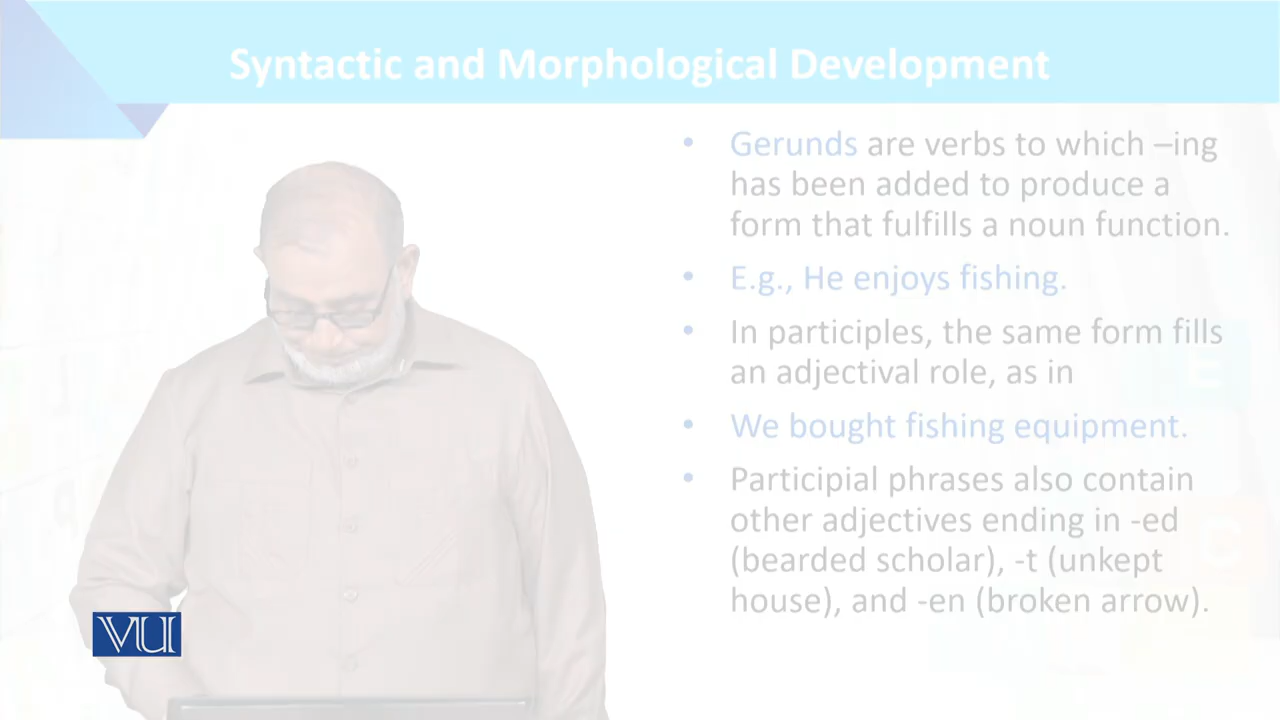 Syntactic and Morphological Development
• Gerunds are verbs to which –ing
has been added to produce a
form that fulfills a noun function.
• E.g., He enjoys fishing.
• In participles, the same form fills
an adjectival role, as in
• We bought fishing equipment.
• Participial phrases also contain
other adjectives ending in -ed
(bearded scholar), -t (unkept
house), and -en (broken arrow).
VU
E
C